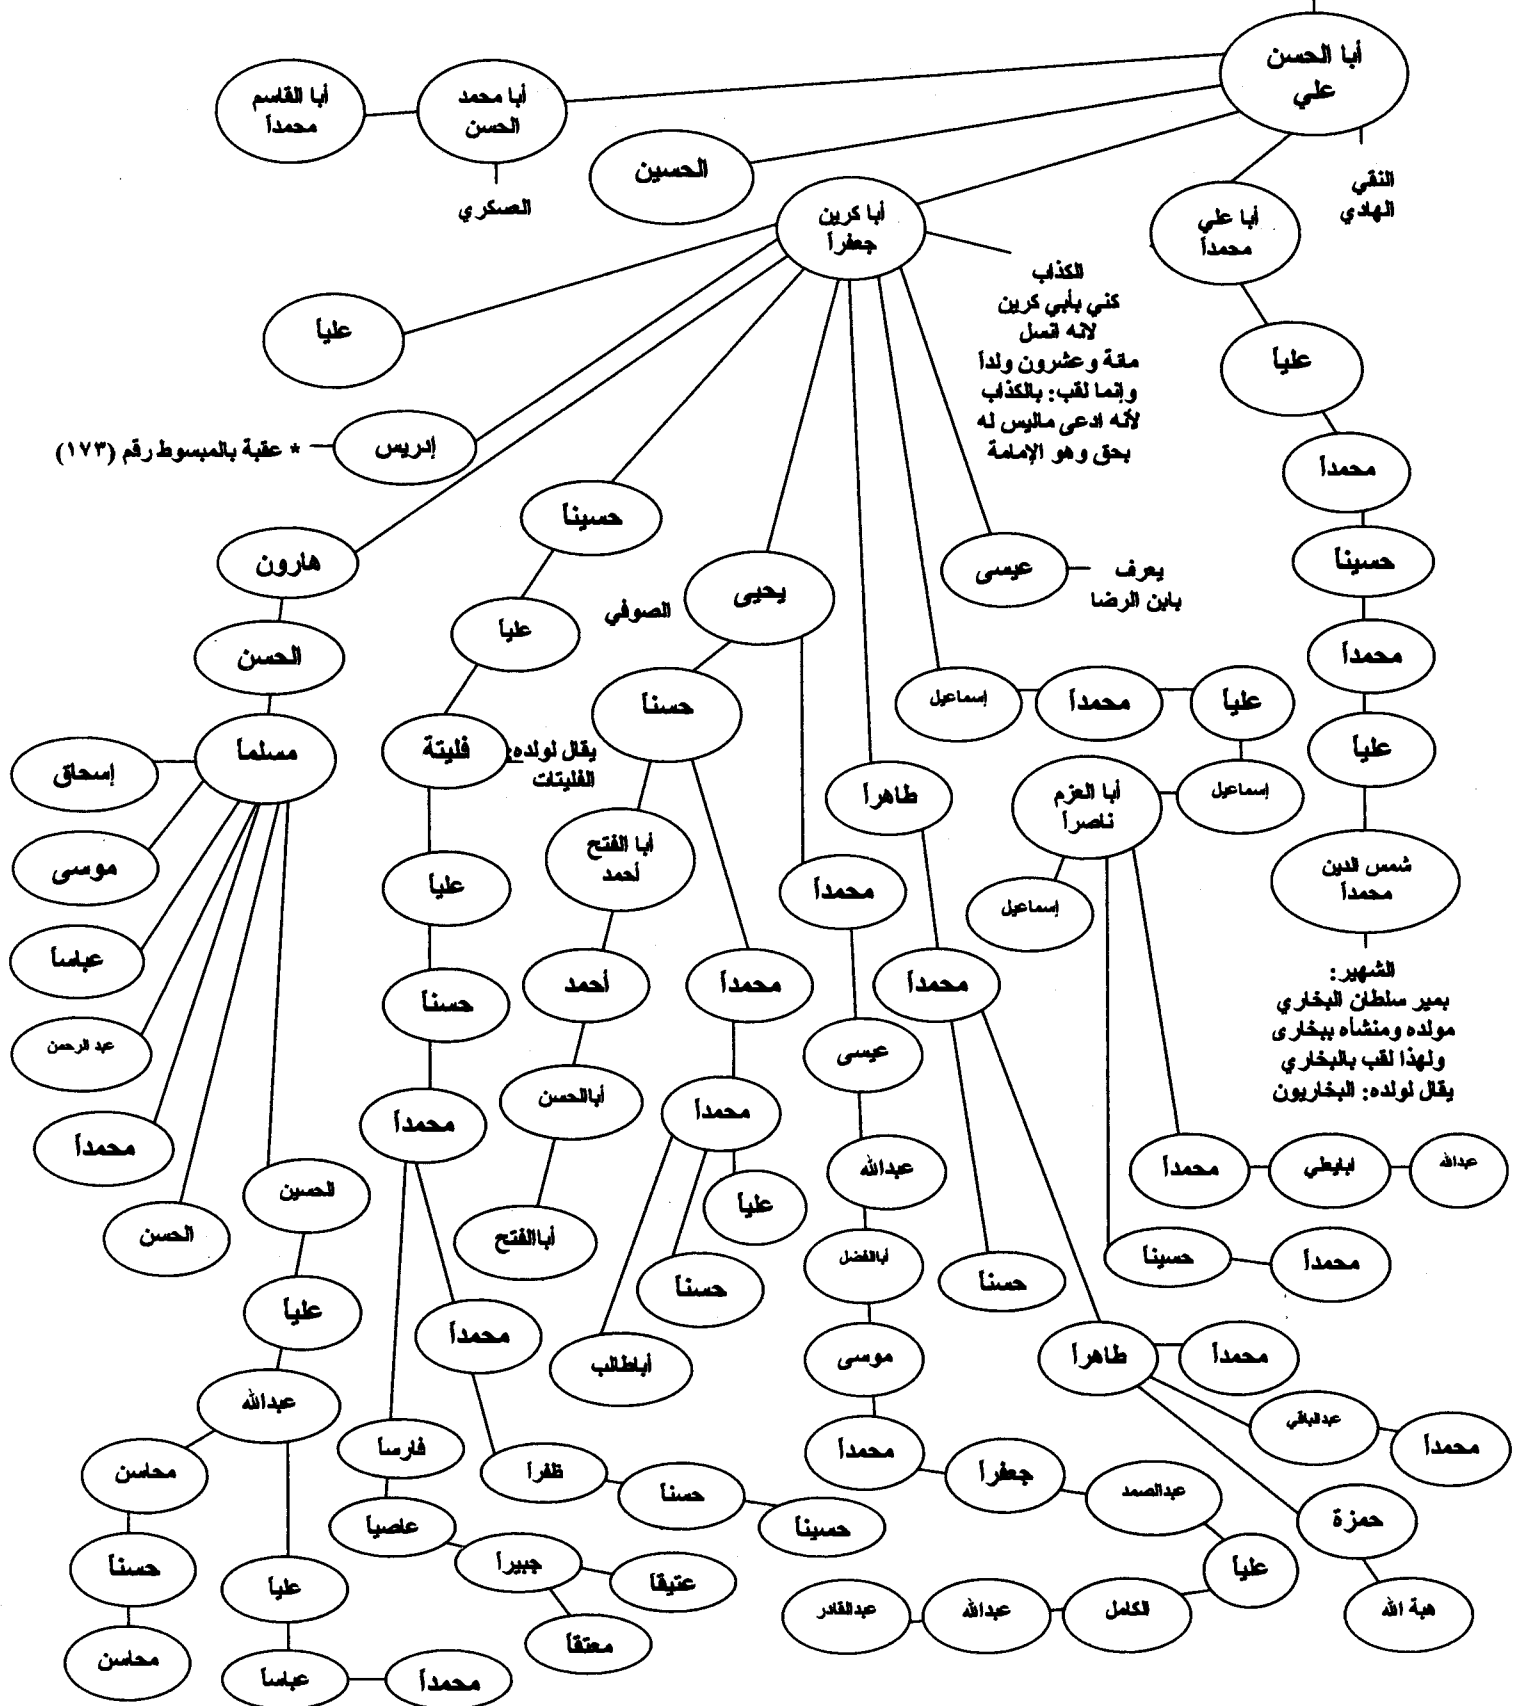 أبا الحسن
علي
النقي
الهادي
أبا محمد
الحسن
العسكري
أبا القاسم
محمداً
الحسين
أبا كرين
جعفراً
الكذاب
كني بأبي كرين
لانه انسل
مائة وعشرون ولداً
وإنما لقب: بالكذاب
لأنه ادعى ماليس له
بحق وهو الإمامة
أبا علي
محمداً
علياً
محمداً
حسيناً
محمداً
علياً
شمس الدين
محمداً
الشهير:
بمير سلطان البخاري
مولده ومنشأه ببخارى
ولهذا لقب بالبخاري
يقال لولده: البخاريون
عيسى
يعرف
بابن الرضا
إسماعيل
محمداً
علياً
إسماعيل
أبا العزم
ناصراً
إسماعيل
محمداً
عبدالله
حسيناً
محمداً
طاهراً
محمداً
حسناً
طاهراً
محمداً
عبدالباقي
محمداً
حمزة
هبة الله
يحيى
الصوفي
محمداً
عيسى
عبدالله
أباالفضل
موسى
محمداً
جعفراً
عبدالصمد
علياً
الكامل
عبدالله
عبدالقادر
حسناً
محمداً
محمداً
علياً
حسناً
أباطالب
أبا الفتح
أحمد
أحمد
أباالحسن
أباالفتح
حسيناً
علياً
فليتة
يقال لولده:
الفليتات
علياً
حسناً
محمداً
محمداً
ظفراً
حسناً
حسيناً
فارساً
عاصياً
جبيراً
عتيقاً
معتقاً
علياً
إدريس
* عقبة بالمبسوط رقم (١٧٣)
هارون
الحسن
مسلماً
إسحاق
موسى
عباساً
عبد الرحمن
محمداً
الحسن
الحسين
علياً
عبدالله
محاسن
حسناً
محاسن
علياً
عباساً
محمداً